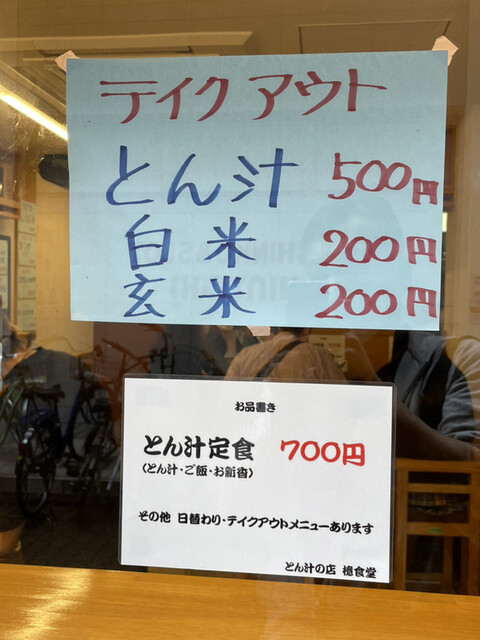 テイクアウト
とん汁 500円
白米 200円
玄米 200円
お品書き
とん汁定食 700円
(とん汁・ご飯・お新香)
その他 日替わり・テイクアウトメニューあります
とん汁の店 檍食堂